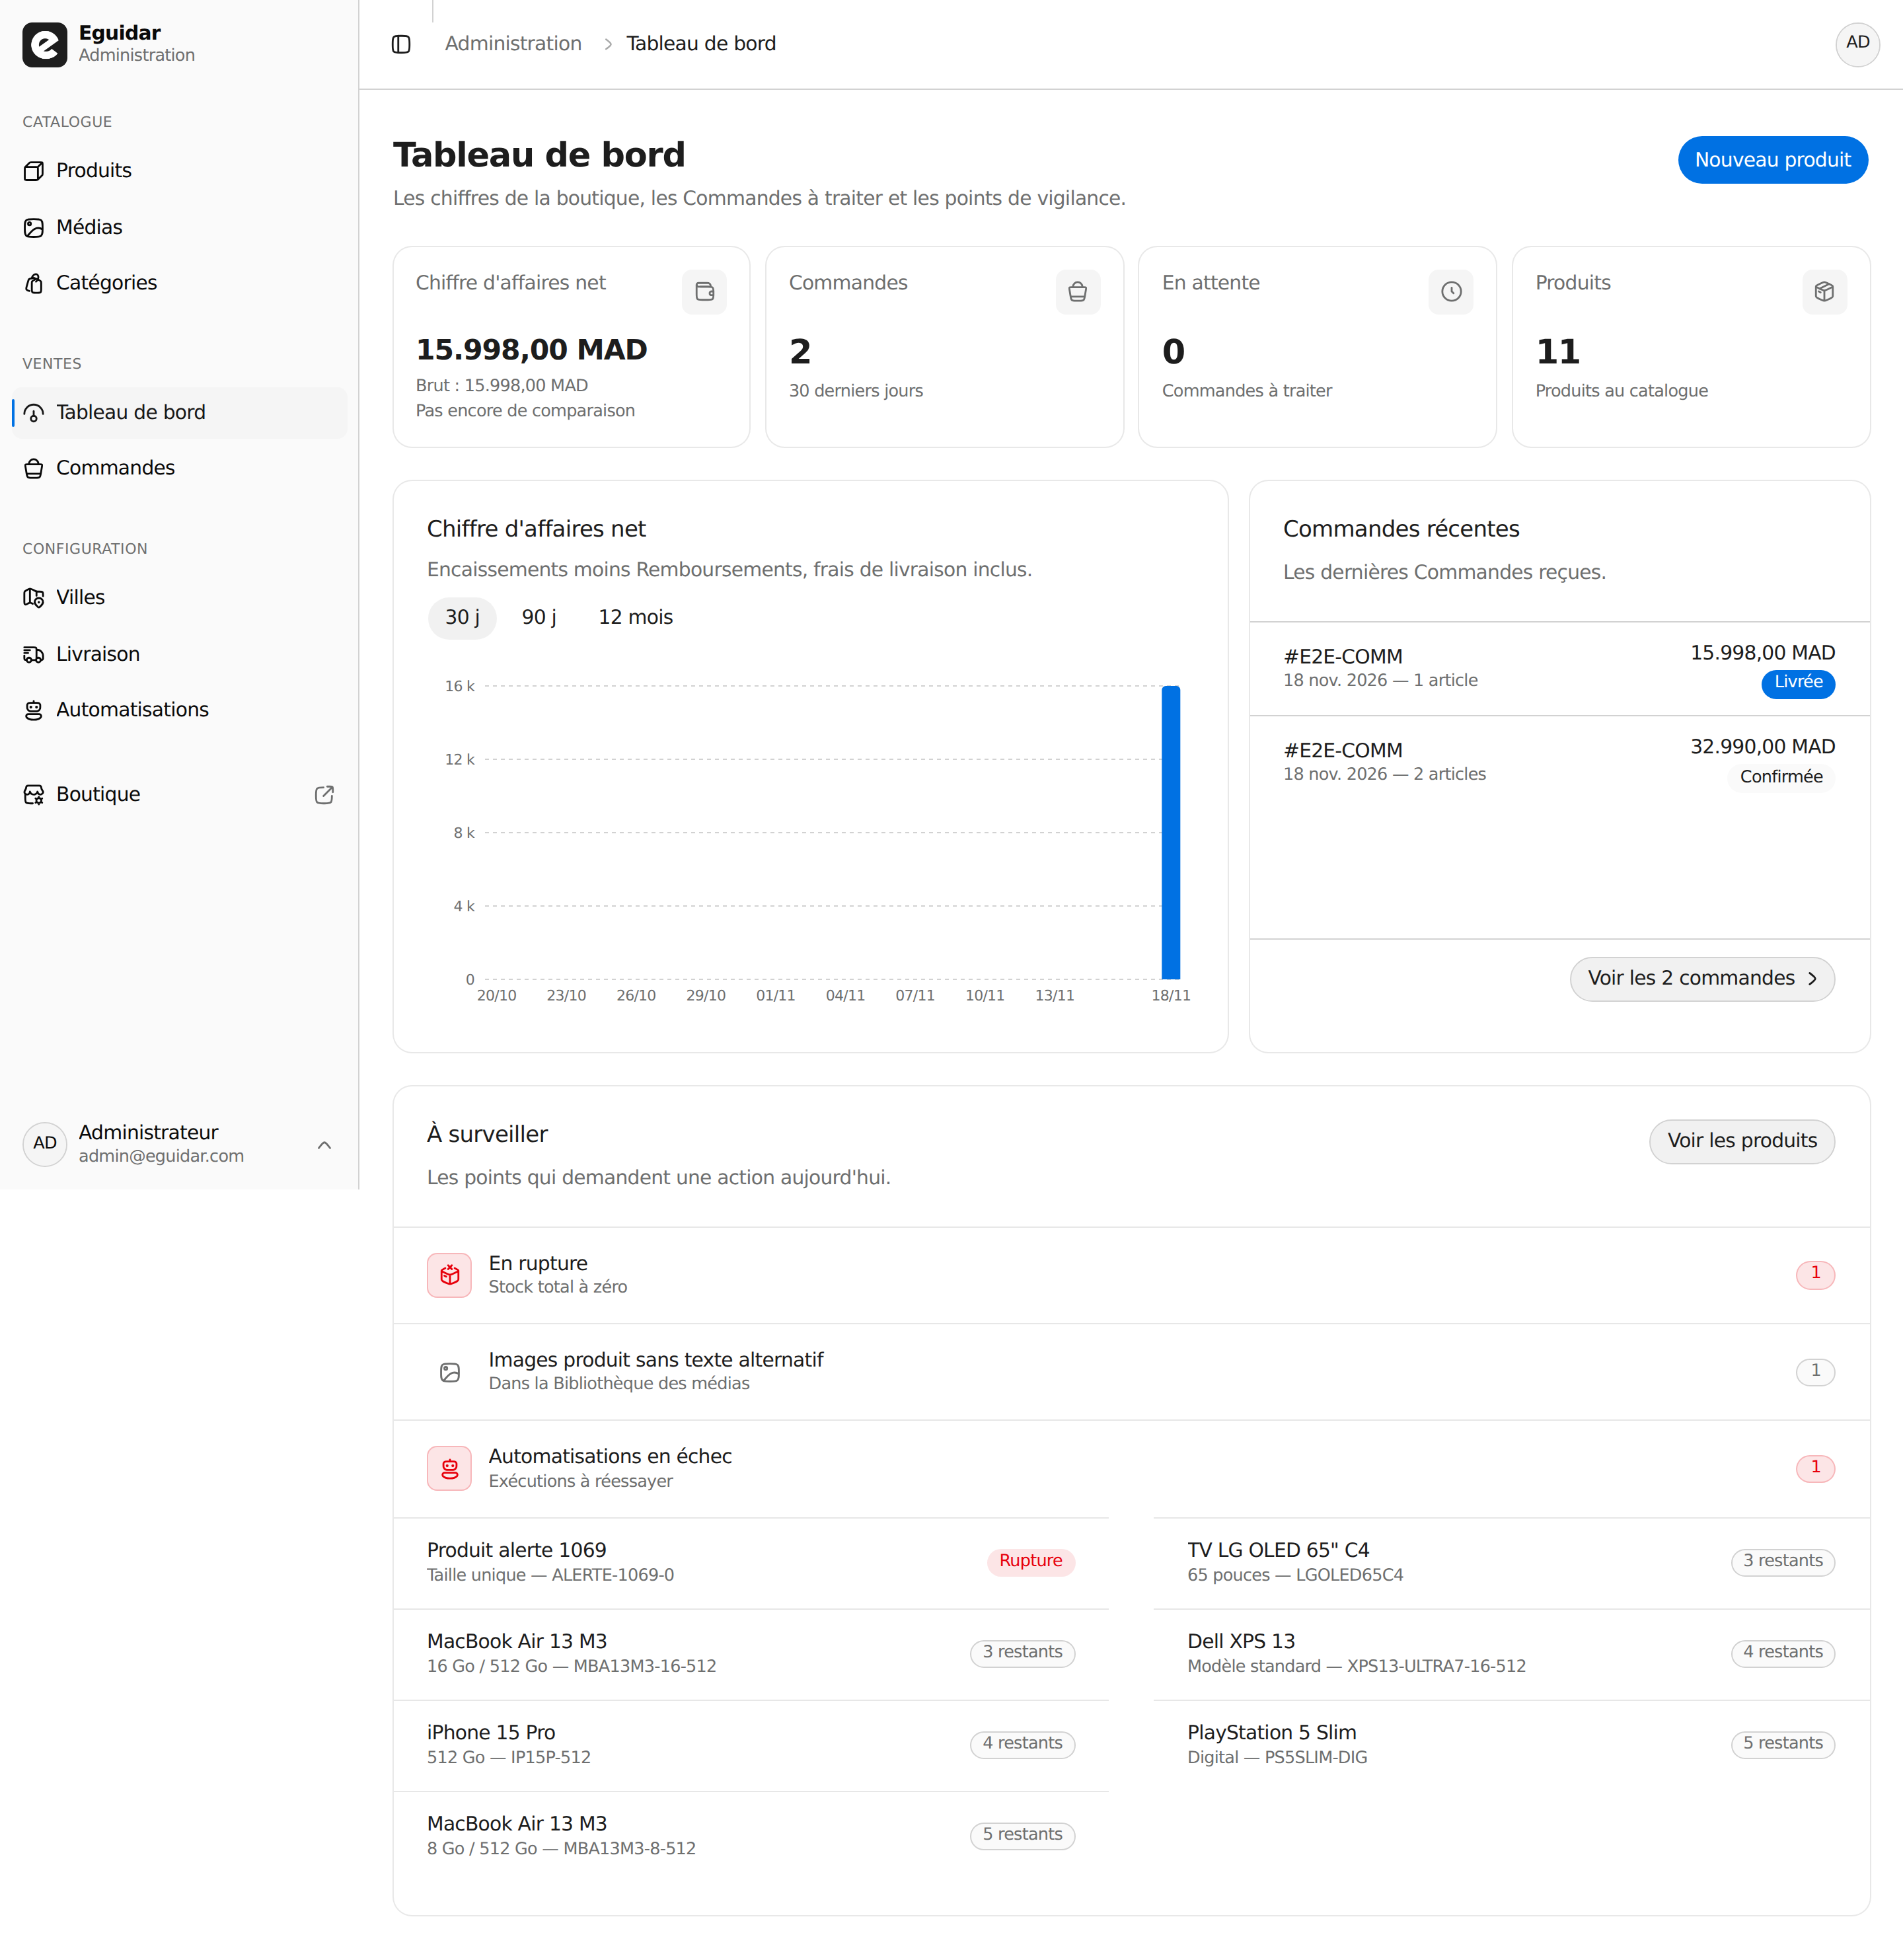 Eguidar
Administration
CATALOGUE
Produits
Médias
Catégories
VENTES
Tableau de bord
Commandes
CONFIGURATION
Villes
Livraison
Automatisations
Boutique
AD
Administrateur
admin@eguidar.com
Administration
Tableau de bord
AD
Tableau de bord
Les chiffres de la boutique, les Commandes à traiter et les points de vigilance.
Nouveau produit
Chiffre d'affaires net
15.998,00 MAD
Brut : 15.998,00 MAD
Pas encore de comparaison
Commandes
2
30 derniers jours
En attente
0
Commandes à traiter
Produits
11
Produits au catalogue
Chiffre d'affaires net
Encaissements moins Remboursements, frais de livraison inclus.
30 j
90 j
12 mois
16 k
12 k
8 k
4 k
0
20/10
23/10
26/10
29/10
01/11
04/11
07/11
10/11
13/11
18/11
Commandes récentes
Les dernières Commandes reçues.
#E2E-COMM
18 nov. 2026 — 1 article
15.998,00 MAD
Livrée
#E2E-COMM
18 nov. 2026 — 2 articles
32.990,00 MAD
Confirmée
Voir les 2 commandes
À surveiller
Les points qui demandent une action aujourd'hui.
Voir les produits
En rupture
Stock total à zéro
1
Images produit sans texte alternatif
Dans la Bibliothèque des médias
1
Automatisations en échec
Exécutions à réessayer
1
Produit alerte 1069
Taille unique — ALERTE-1069-0
Rupture
TV LG OLED 65" C4
65 pouces — LGOLED65C4
3 restants
MacBook Air 13 M3
16 Go / 512 Go — MBA13M3-16-512
3 restants
Dell XPS 13
Modèle standard — XPS13-ULTRA7-16-512
4 restants
iPhone 15 Pro
512 Go — IP15P-512
4 restants
PlayStation 5 Slim
Digital — PS5SLIM-DIG
5 restants
MacBook Air 13 M3
8 Go / 512 Go — MBA13M3-8-512
5 restants